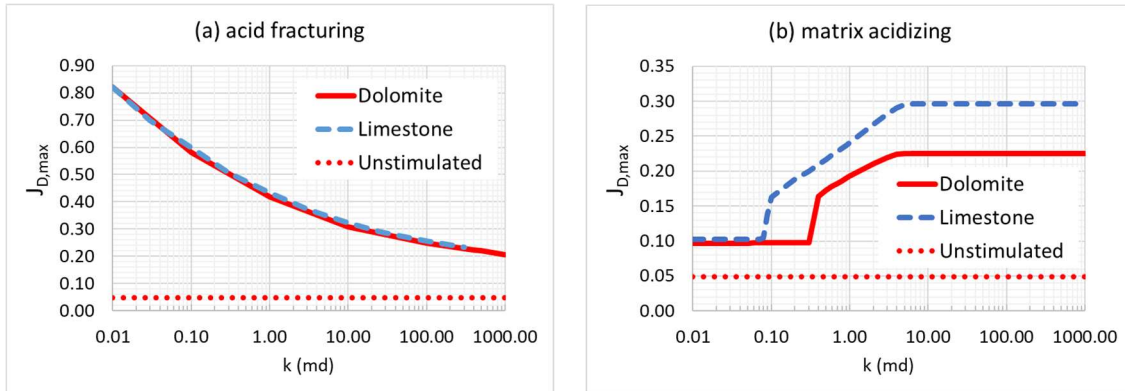 (a) acid fracturing
0.90
0.80
0.70
0.60
0.50
0.40
0.30
0.20
0.10
0.00
J_D,max
Dolomite
Limestone
Unstimulated
0.01 0.10 1.00 10.00 100.00 1000.00
k (md)
(b) matrix acidizing
0.35
0.30
0.25
0.20
0.15
0.10
0.05
0.00
J_D,max
Dolomite
Limestone
Unstimulated
0.01 0.10 1.00 10.00 100.00 1000.00
k (md)